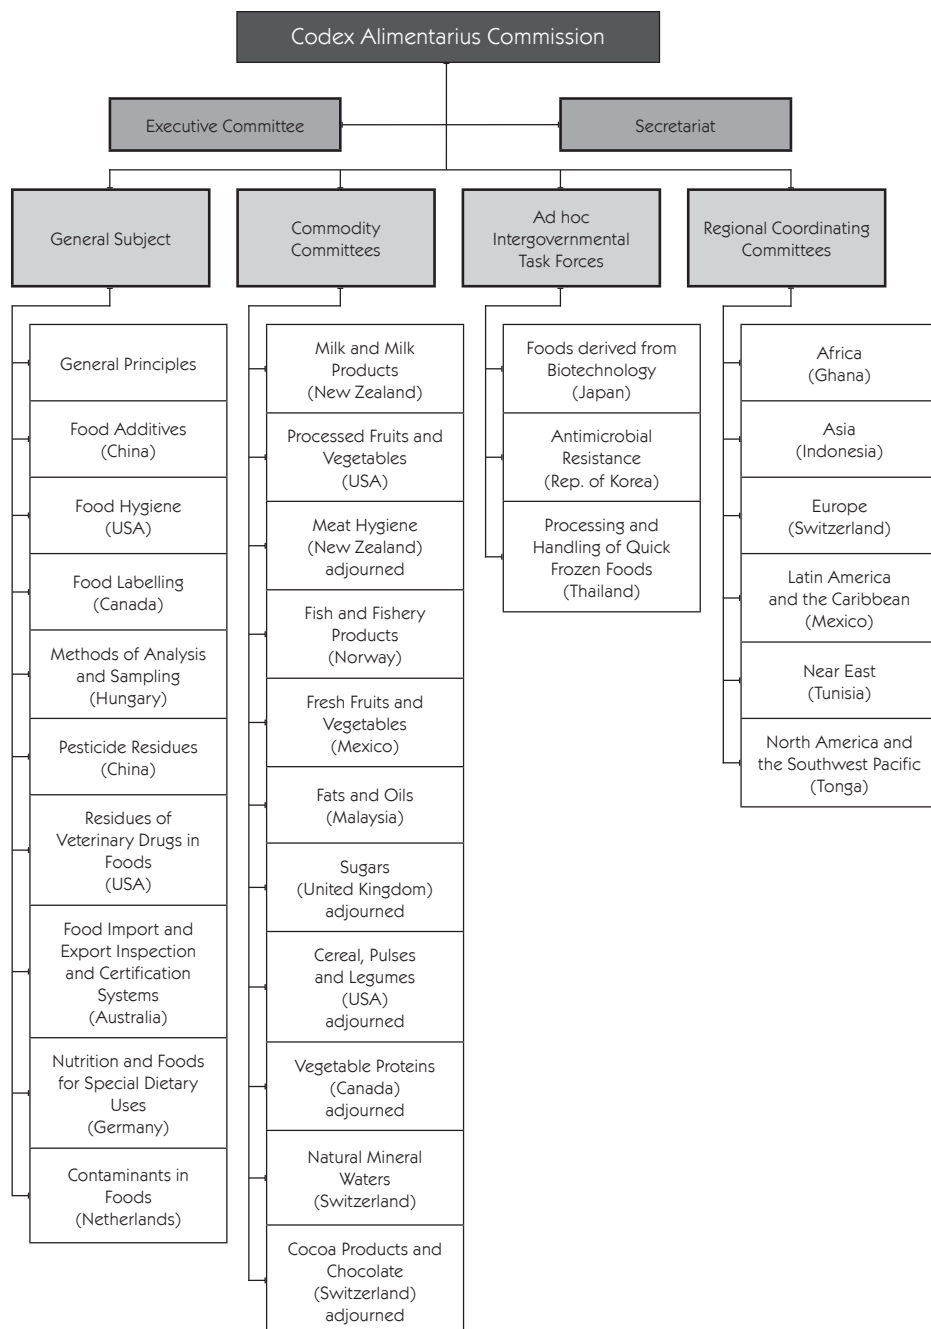 Codex Alimentarius Commission
Executive Committee
Secretariat
General Subject
Commodity
Committees
Ad hoc
Intergovernmental
Task Forces
Regional Coordinating
Committees
General Principles
Food Additives
(China)
Food Hygiene
(USA)
Food Labelling
(Canada)
Methods of Analysis
and Sampling
(Hungary)
Pesticide Residues
(China)
Residues of
Veterinary Drugs in
Foods
(USA)
Food Import and
Export Inspection
and Certification
Systems
(Australia)
Nutrition and Foods
for Special Dietary
Uses
(Germany)
Contaminants in
Foods
(Netherlands)
Milk and Milk
Products
(New Zealand)
Processed Fruits and
Vegetables
(USA)
Meat Hygiene
(New Zealand)
adjourned
Fish and Fishery
Products
(Norway)
Fresh Fruits and
Vegetables
(Mexico)
Fats and Oils
(Malaysia)
Sugars
(United Kingdom)
adjourned
Cereal, Pulses
and Legumes
(USA)
adjourned
Vegetable Proteins
(Canada)
adjourned
Natural Mineral
Waters
(Switzerland)
Cocoa Products and
Chocolate
(Switzerland)
adjourned
Foods derived from
Biotechnology
(Japan)
Antimicrobial
Resistance
(Rep. of Korea)
Processing and
Handling of Quick
Frozen Foods
(Thailand)
Africa
(Ghana)
Asia
(Indonesia)
Europe
(Switzerland)
Latin America
and the Caribbean
(Mexico)
Near East
(Tunisia)
North America and
the Southwest Pacific
(Tonga)